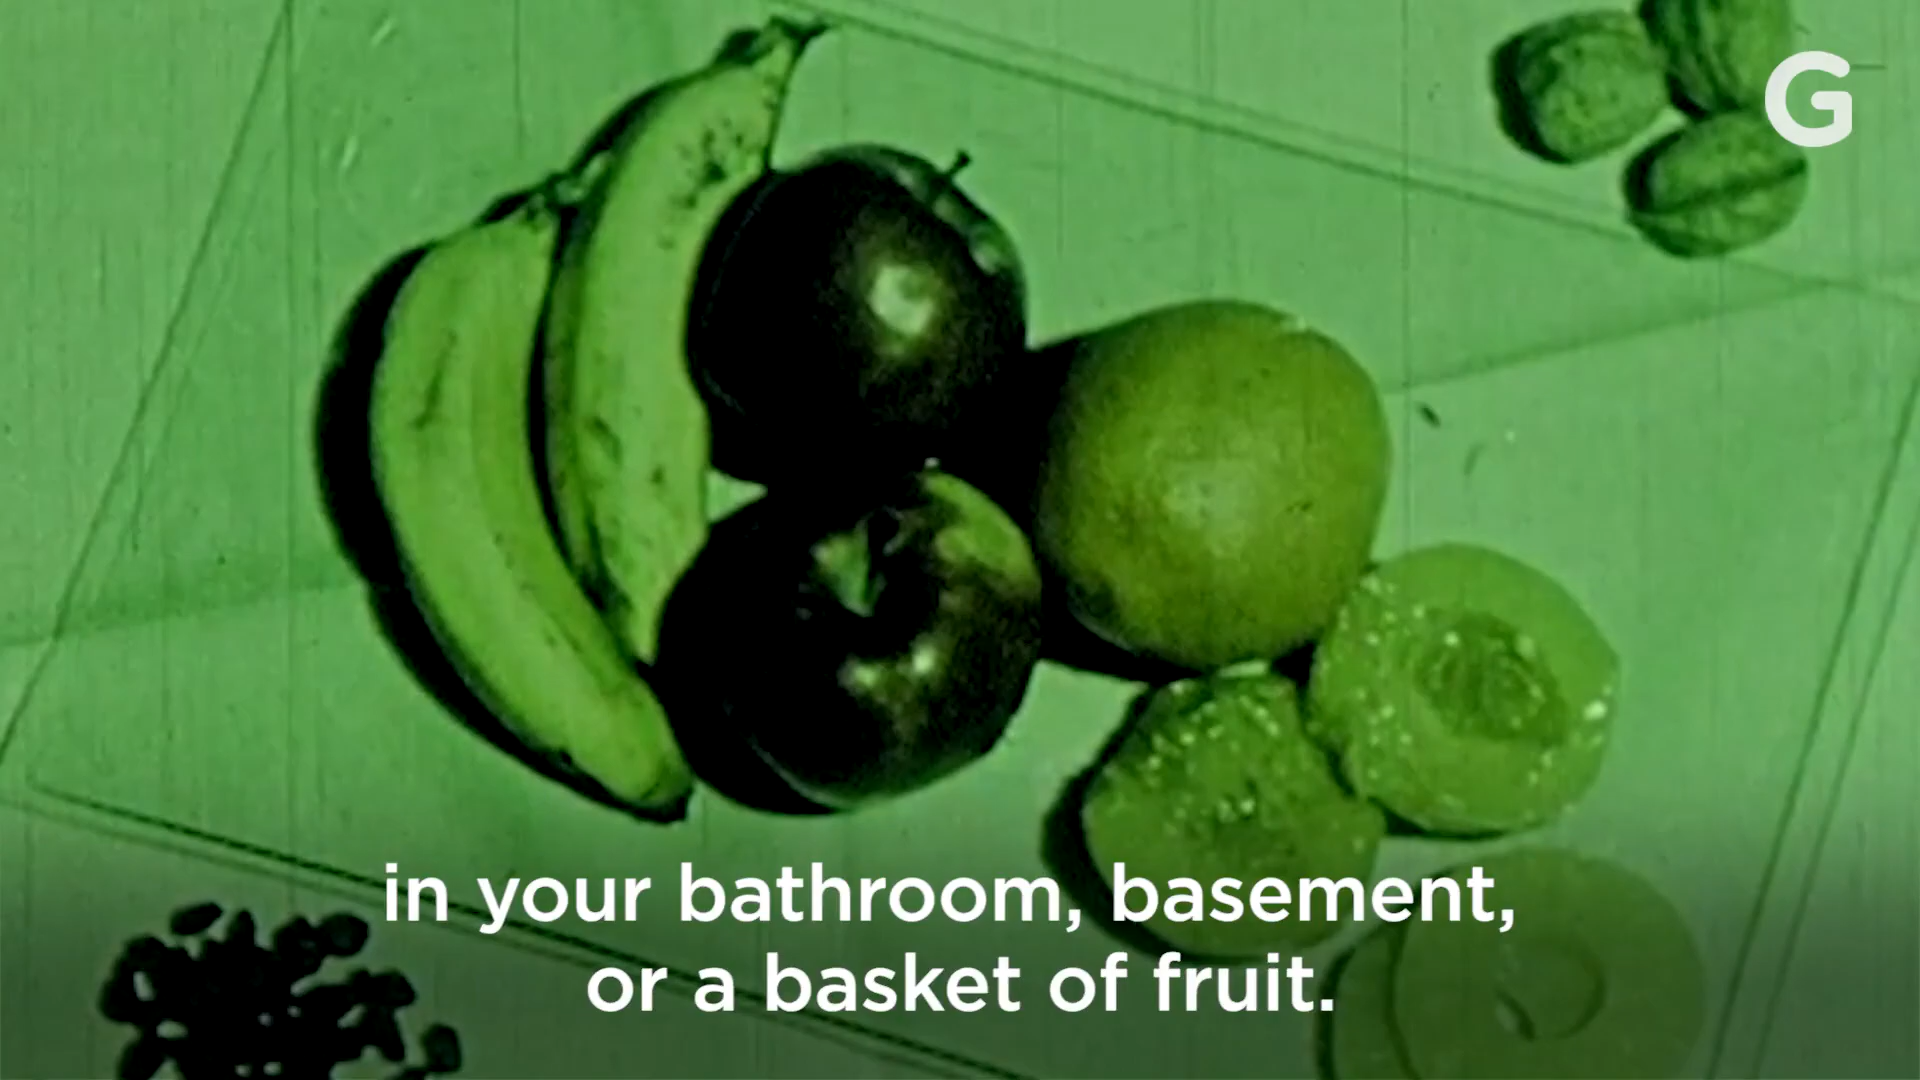 G
in your bathroom, basement,
or a basket of fruit.